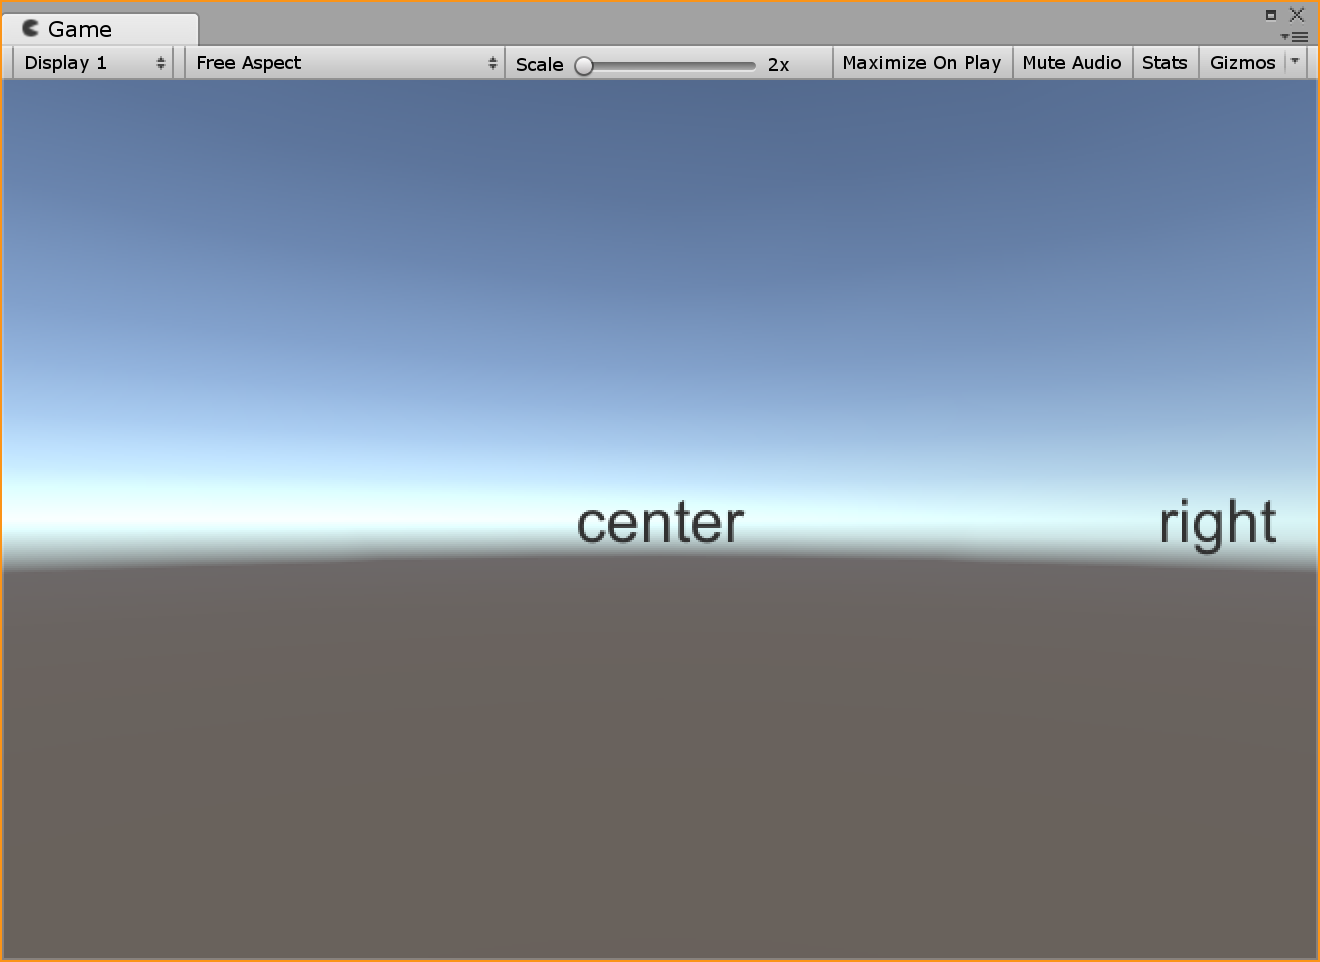 Game
Display 1 Free Aspect Scale 2x Maximize On Play Mute Audio Stats Gizmos
center right